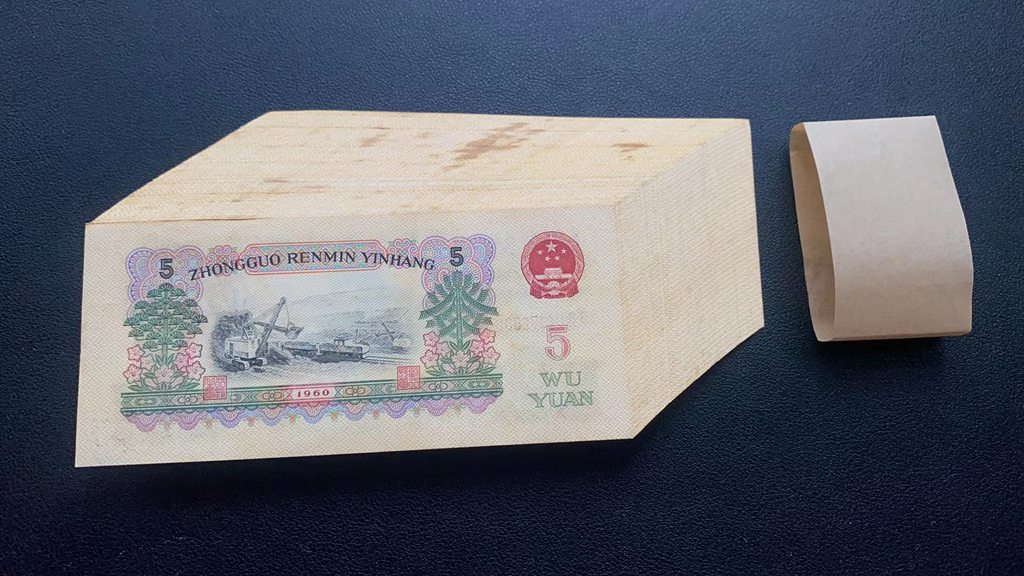 5 ZHONGGUO RENMIN YINHANG 5
5
WU
YUAN
1960